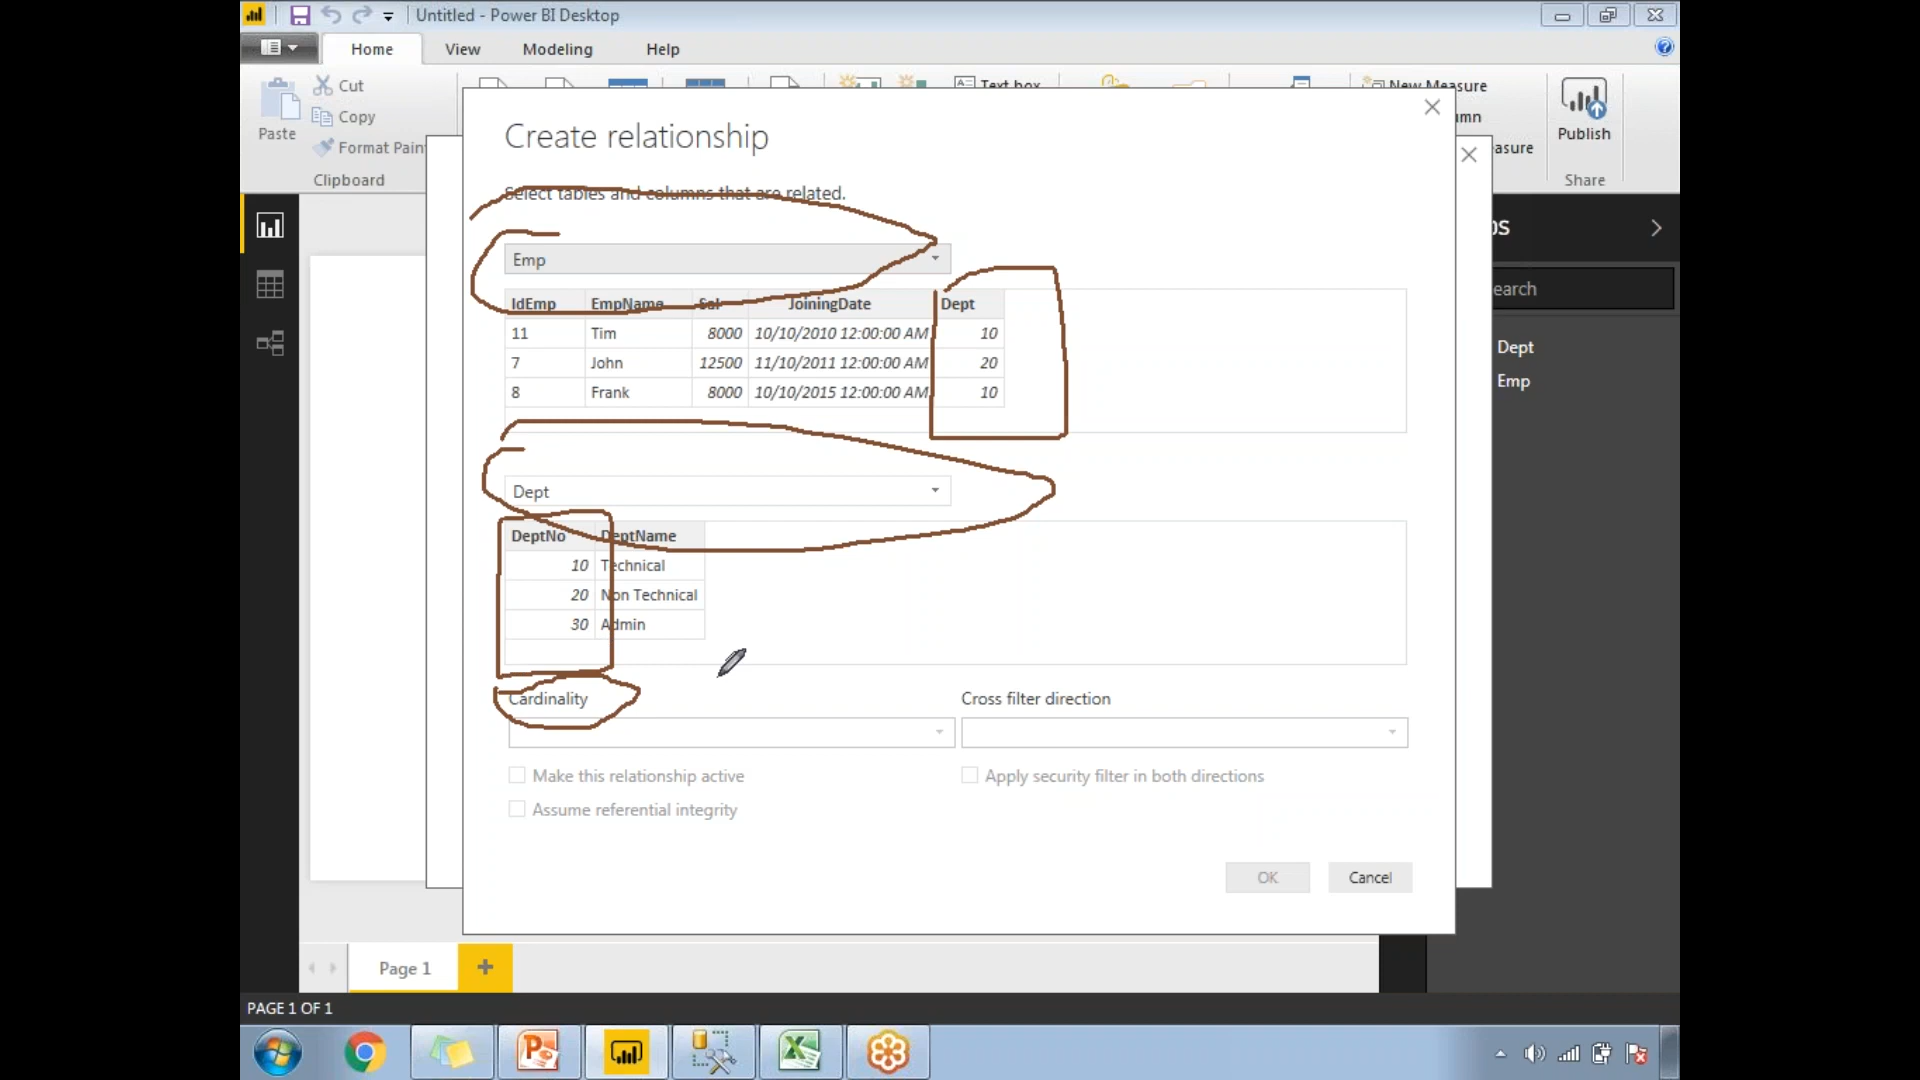 Untitled - Power BI Desktop
Home View Modeling Help
Paste
Cut
Copy
Format Pain
Clipboard
Text box
New Measure
umn
easure
Publish
Share
Create relationship
Select tables and columns that are related.
Emp
IdEmp EmpName Sal JoiningDate Dept
11 Tim 8000 10/10/2010 12:00:00 AM 10
7 John 12500 11/10/2011 12:00:00 AM 20
8 Frank 8000 10/10/2015 12:00:00 AM 10
Dept
DeptNo DeptName
10 Technical
20 Non Technical
30 Admin
Cardinality Cross filter direction
Make this relationship active Apply security filter in both directions
Assume referential integrity
OK Cancel
DS
earch
Dept
Emp
Page 1
PAGE 1 OF 1